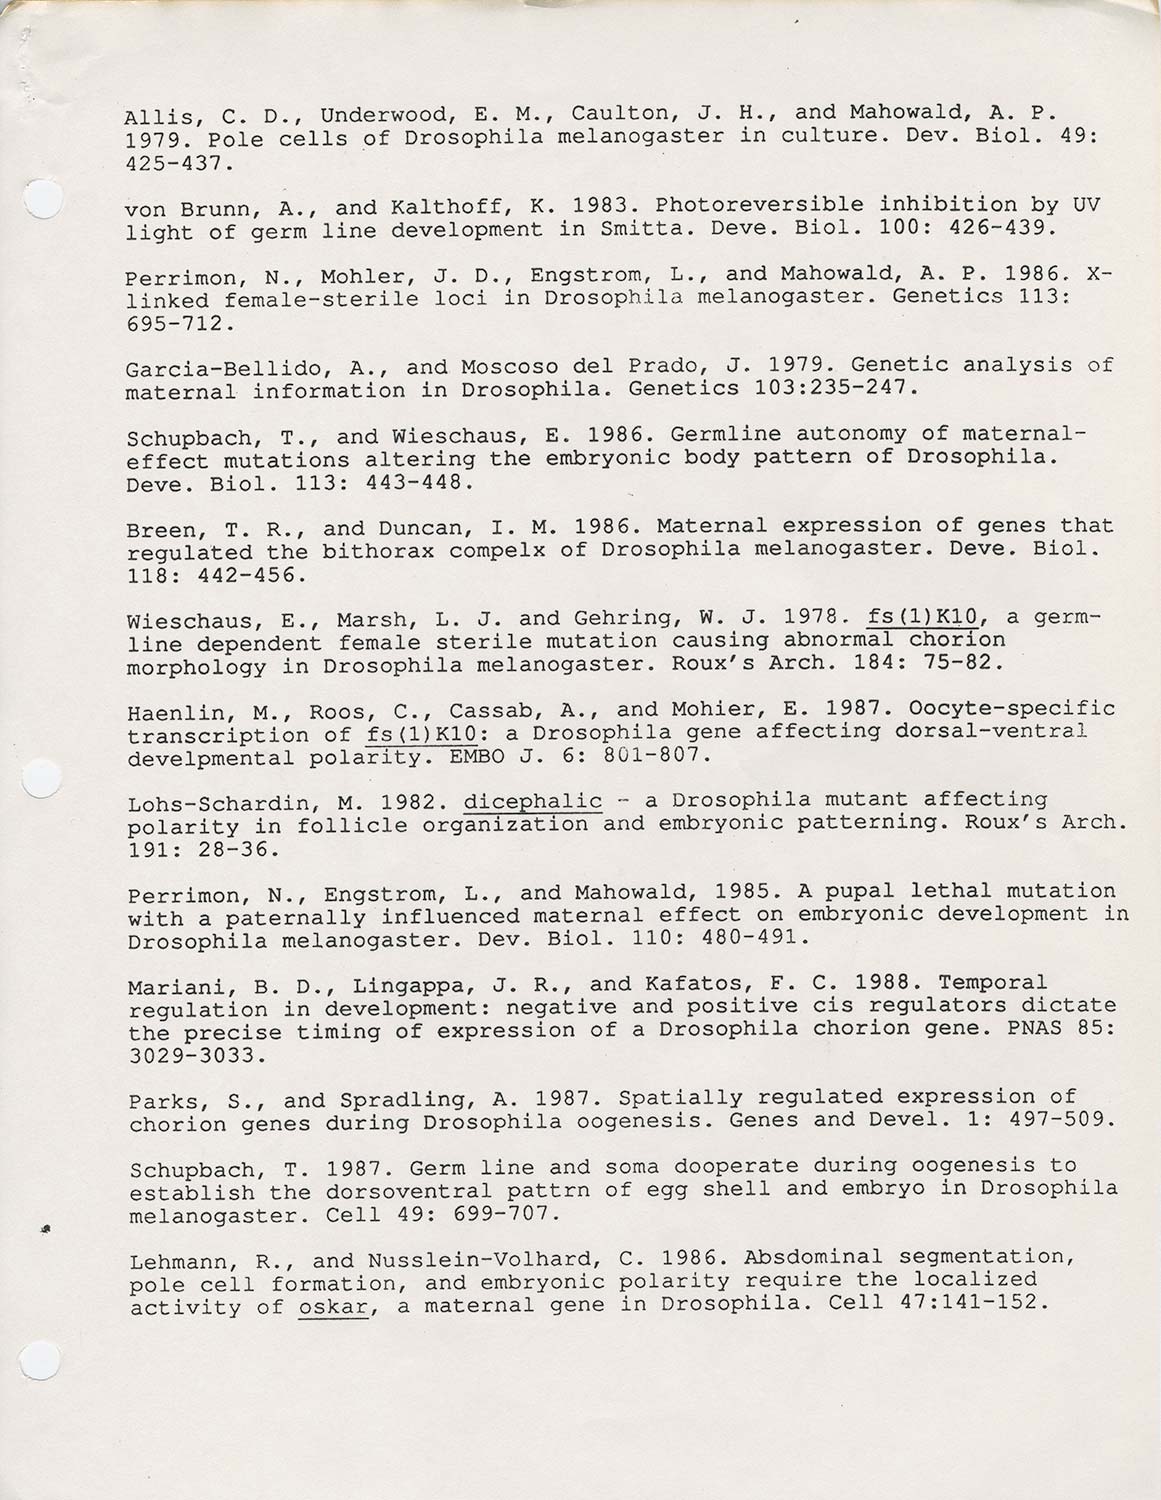 Allis, C. D., Underwood, E. M., Caulton, J. H., and Mahowald, A. P.
1979. Pole cells of Drosophila melanogaster in culture. Dev. Biol. 49:
425-437.
von Brunn, A., and Kalthoff, K. 1983. Photoreversible inhibition by UV
light of germ line development in Smitta. Deve. Biol. 100: 426-439.
Perrimon, N., Mohler, J. D., Engstrom, L., and Mahowald, A. P. 1986. X-
linked female-sterile loci in Drosophila melanogaster. Genetics 113:
695-712.
Garcia-Bellido, A., and Moscoso del Prado, J. 1979. Genetic analysis of
maternal information in Drosophila. Genetics 103:235-247.
Schupbach, T., and Wieschaus, E. 1986. Germline autonomy of maternal-
effect mutations altering the embryonic body pattern of Drosophila.
Deve. Biol. 113: 443-448.
Breen, T. R., and Duncan, I. M. 1986. Maternal expression of genes that
regulated the bithorax compelx of Drosophila melanogaster. Deve. Biol.
118: 442-456.
Wieschaus, E., Marsh, L. J. and Gehring, W. J. 1978. fs(1)K10, a germ-
line dependent female sterile mutation causing abnormal chorion
morphology in Drosophila melanogaster. Roux's Arch. 184: 75-82.
Haenlin, M., Roos, C., Cassab, A., and Mohier, E. 1987. Oocyte-specific
transcription of fs(1)K10: a Drosophila gene affecting dorsal-ventral
develpmental polarity. EMBO J. 6: 801-807.
Lohs-Schardin, M. 1982. dicephalic - a Drosophila mutant affecting
polarity in follicle organization and embryonic patterning. Roux's Arch.
191: 28-36.
Perrimon, N., Engstrom, L., and Mahowald, 1985. A pupal lethal mutation
with a paternally influenced maternal effect on embryonic development in
Drosophila melanogaster. Dev. Biol. 110: 480-491.
Mariani, B. D., Lingappa, J. R., and Kafatos, F. C. 1988. Temporal
regulation in development: negative and positive cis regulators dictate
the precise timing of expression of a Drosophila chorion gene. PNAS 85:
3029-3033.
Parks, S., and Spradling, A. 1987. Spatially regulated expression of
chorion genes during Drosophila oogenesis. Genes and Devel. 1: 497-509.
Schupbach, T. 1987. Germ line and soma dooperate during oogenesis to
establish the dorsoventral pattrn of egg shell and embryo in Drosophila
melanogaster. Cell 49: 699-707.
Lehmann, R., and Nusslein-Volhard, C. 1986. Absdominal segmentation,
pole cell formation, and embryonic polarity require the localized
activity of oskar, a maternal gene in Drosophila. Cell 47:141-152.